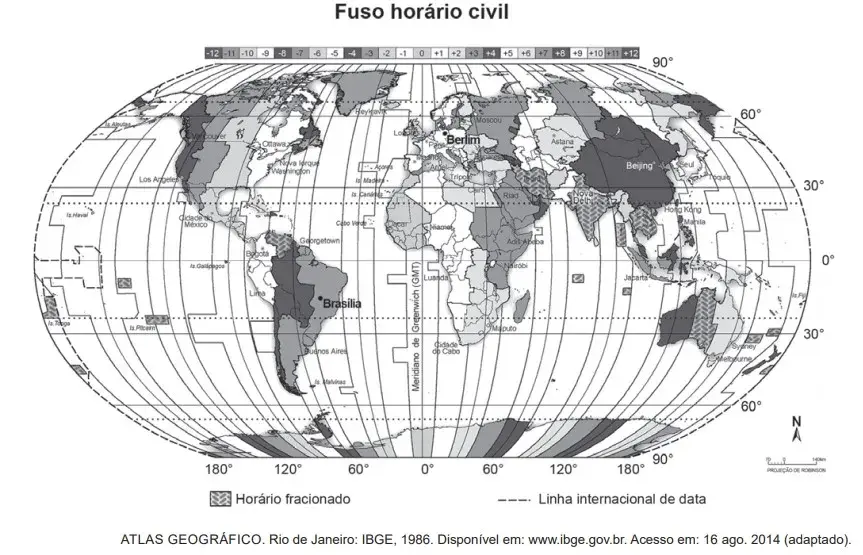 Fuso horário civil
-12 -11 -10 -9 -8 -7 -6 -5 -4 -3 -2 -1 0 +1 +2 +3 +4 +5 +6 +7 +8 +9 +10 +11 +12
90°
60°
30°
0°
30°
60°
90°
Reykavik
Moscou
Is. Aleutas
Vancouver
Ottawa
Nova Iorque
Washington
Los Angeles
Berlim
Astana
Beijing
Seul
Tóquio
Açores
Is. Madeira
Is. Canárias
Trípoli
Cairo
Riad
Nova Delhi
Hong Kong
Manila
Is. Havaí
Cidade do México
Cabo Verde
Dacar
Niamei
Adis Abeba
Georgetown
Bogotá
Is. Galápagos
Nairóbi
Luanda
Jacarta
Lima
Brasília
Is. Fiji
Is. Tonga
Is. Pitcairn
Maputo
Cidade do Cabo
Buenos Aires
Sydney
Melbourne
Is. Malvinas
Meridiano de Greenwich (GMT)
N
PROJEÇÃO DE ROBINSON
180° 120° 60° 0° 60° 120° 180°
Horário fracionado
Linha internacional de data
ATLAS GEOGRÁFICO. Rio de Janeiro: IBGE, 1986. Disponível em: www.ibge.gov.br. Acesso em: 16 ago. 2014 (adaptado).